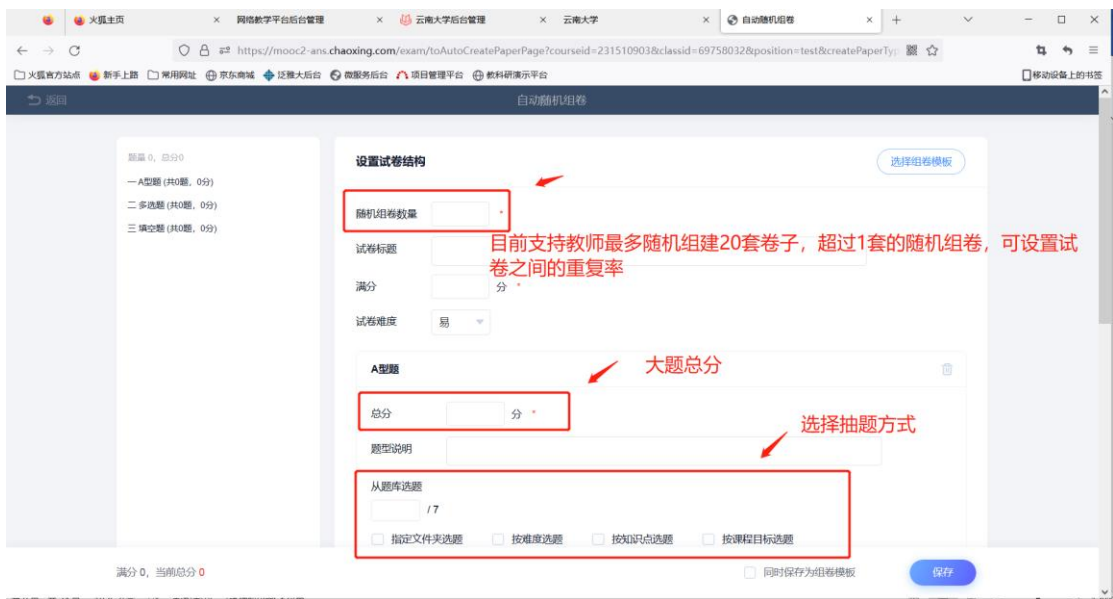 火狐主页
网络教学平台后台管理
云南大学后台管理
云南大学
自动随机组卷
https://mooc2-ans.chaoxing.com/exam/toAutoCreatePaperPage?courseid=231510903&classid=69758032&position=test&createPaperTyp
火狐官方站点 新手上路 常用网址 京东商城 泛雅大后台 微服务后台 项目管理平台 教科研演示平台 移动设备上的书签
返回
自动随机组卷
题量 0, 总分0
一 A型题 (共0题, 0分)
二 多选题 (共0题, 0分)
三 填空题 (共0题, 0分)
设置试卷结构
选择组卷模板
随机组卷数量 *
目前支持教师最多随机组建20套卷子，超过1套的随机组卷，可设置试
卷之间的重复率
试卷标题
满分 分 *
试卷难度 易
A型题
大题总分
总分 分 *
选择抽题方式
题型说明
从题库选题
/ 7
指定文件夹选题 按难度选题 按知识点选题 按课程目标选题
满分 0, 当前总分 0
同时保存为组卷模板
保存